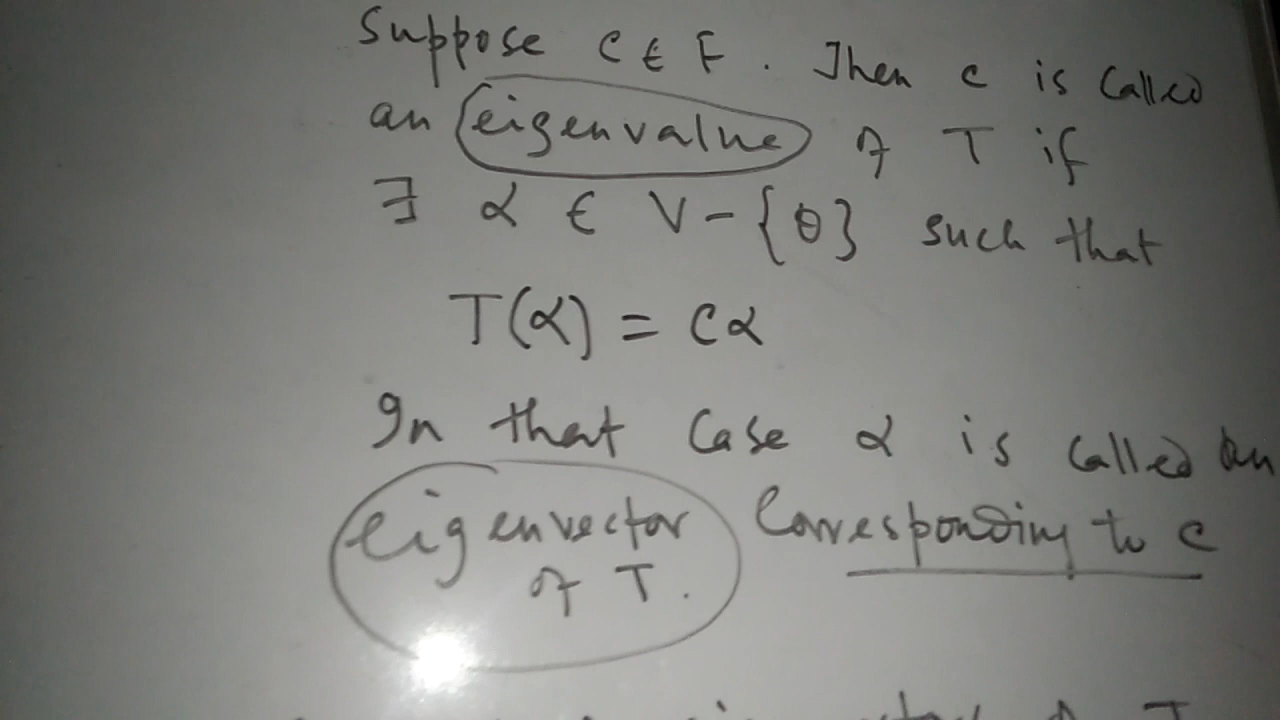 Suppose c ∈ F. Then c is called
an eigenvalue of T if
∃ α ∈ V-{θ} such that
T(α) = cα
In that case α is called an
eigenvector corresponding to c
of T.